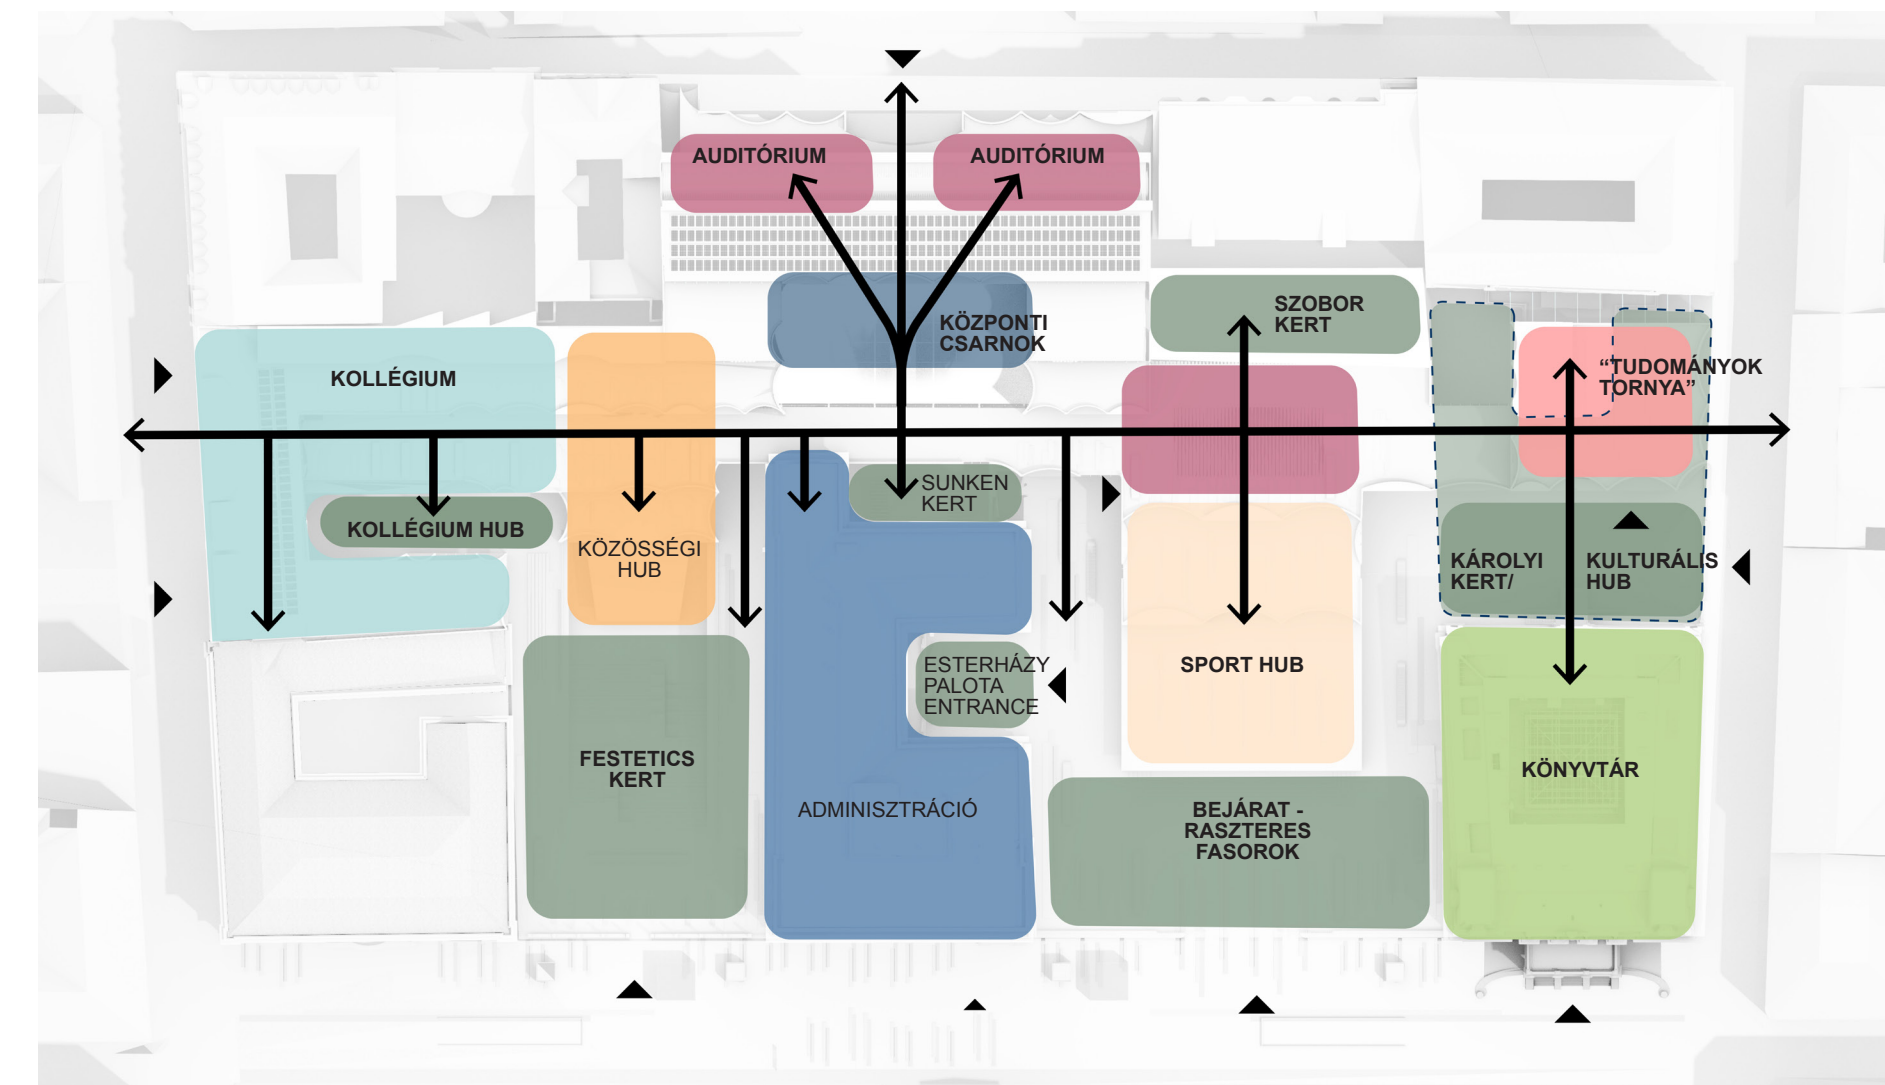 AUDITÓRIUM
AUDITÓRIUM
KÖZPONTI
CSARNOK
SZOBOR
KERT
KOLLÉGIUM
“TUDOMÁNYOK
TORNYA”
SUNKEN
KERT
KOLLÉGIUM HUB
KÖZÖSSÉGI
HUB
KÁROLYI
KERT/
KULTURÁLIS
HUB
ESTERHÁZY
PALOTA
ENTRANCE
SPORT HUB
FESTETICS
KERT
KÖNYVTÁR
ADMINISZTRÁCIÓ
BEJÁRAT -
RASZTERES
FASOROK